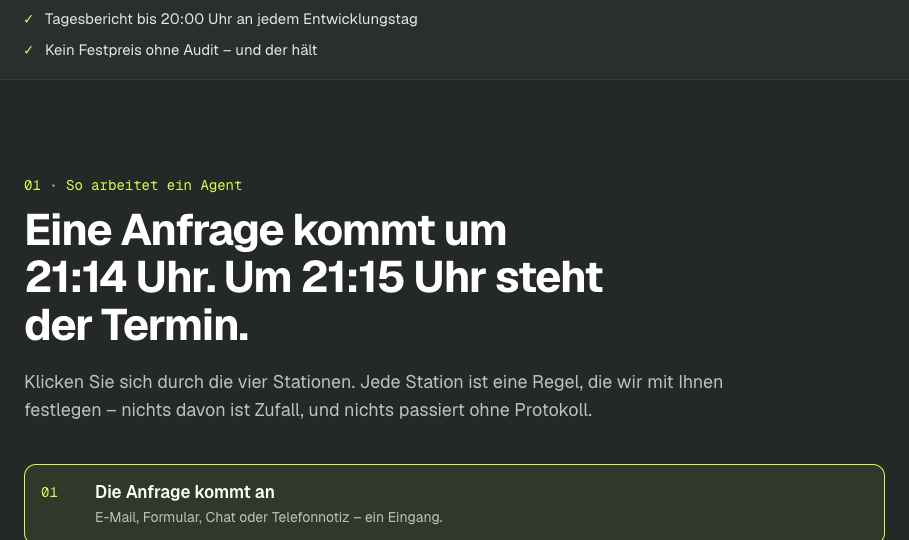 ✓ Tagesbericht bis 20:00 Uhr an jedem Entwicklungstag
✓ Kein Festpreis ohne Audit – und der hält
01 · So arbeitet ein Agent
Eine Anfrage kommt um
21:14 Uhr. Um 21:15 Uhr steht
der Termin.
Klicken Sie sich durch die vier Stationen. Jede Station ist eine Regel, die wir mit Ihnen
festlegen – nichts davon ist Zufall, und nichts passiert ohne Protokoll.
01 Die Anfrage kommt an
E-Mail, Formular, Chat oder Telefonnotiz – ein Eingang.